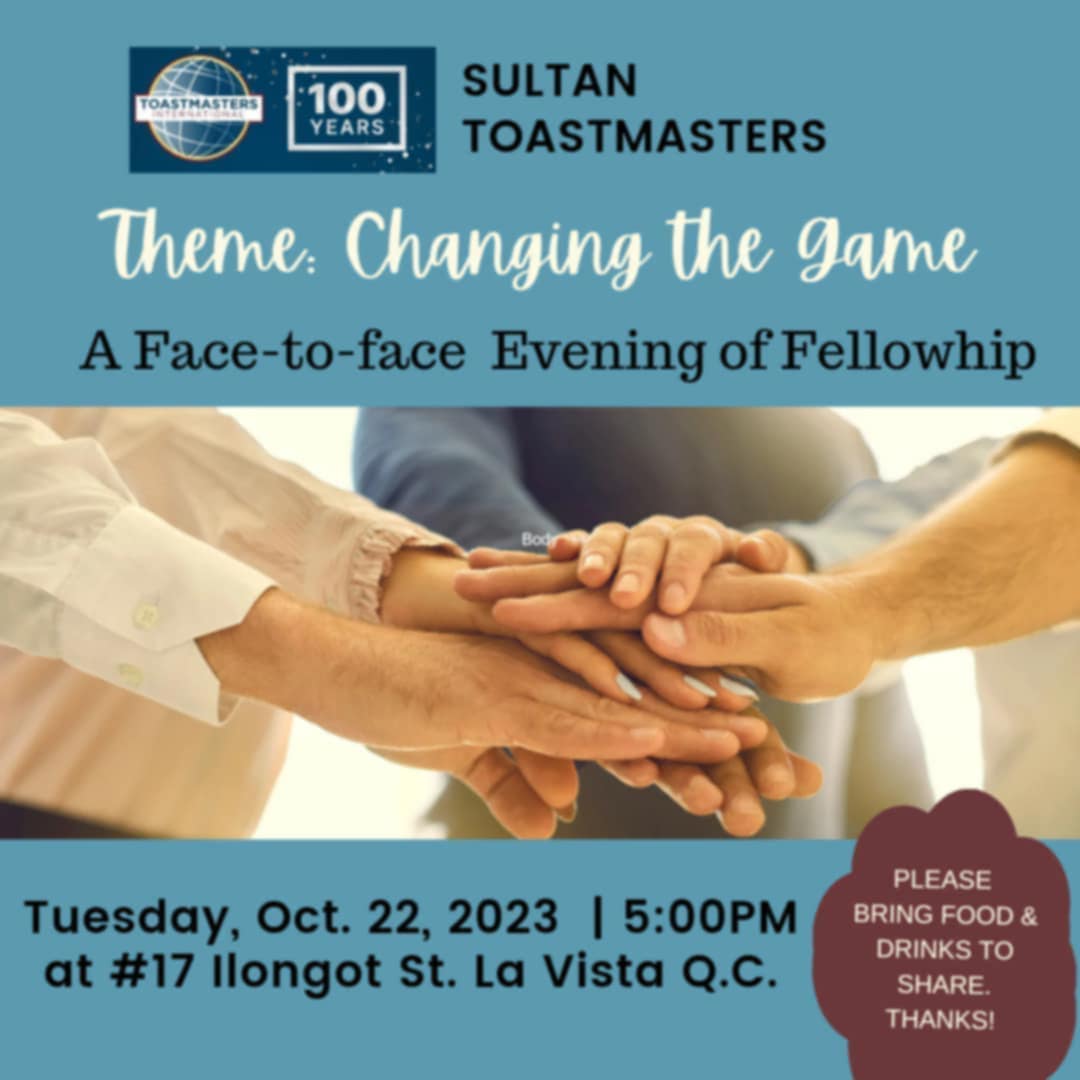 TOASTMASTERS
INTERNATIONAL
100
YEARS
SULTAN
TOASTMASTERS
Theme: Changing the Game
A Face-to-face Evening of Fellowhip
Tuesday, Oct. 22, 2023 | 5:00PM
at #17 Ilongot St. La Vista Q.C.
PLEASE
BRING FOOD &
DRINKS TO
SHARE.
THANKS!